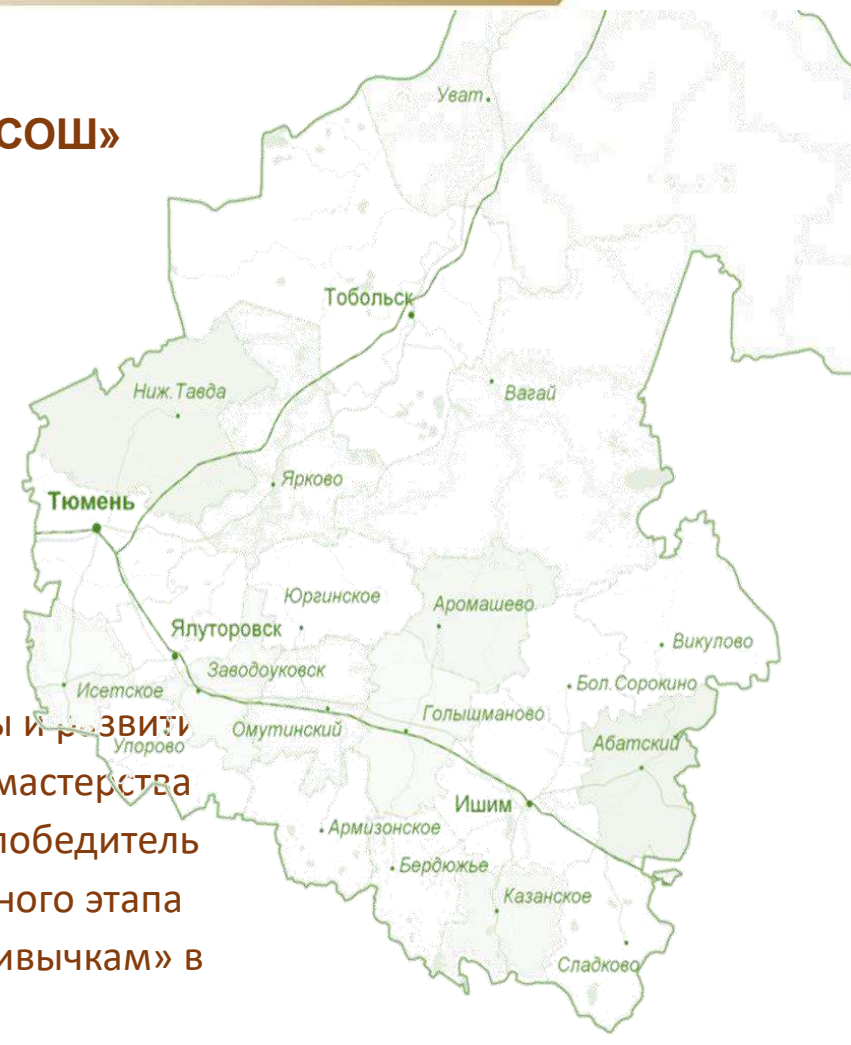 Уват
СОШ»
Тобольск
Ниж.Тавда
Вагай
Ярково
Тюмень
Юргинское
Аромашево
Ялуторовск
Викулово
Заводоуковск
Бол.Сорокино
Исетское
Голышманово
ы и развити
Омутинский
Упорово
Абатский
мастерства
Ишим
Армизонское
победитель
Бердюжье
ного этапа
Казанское
ивычкам» в
Сладково